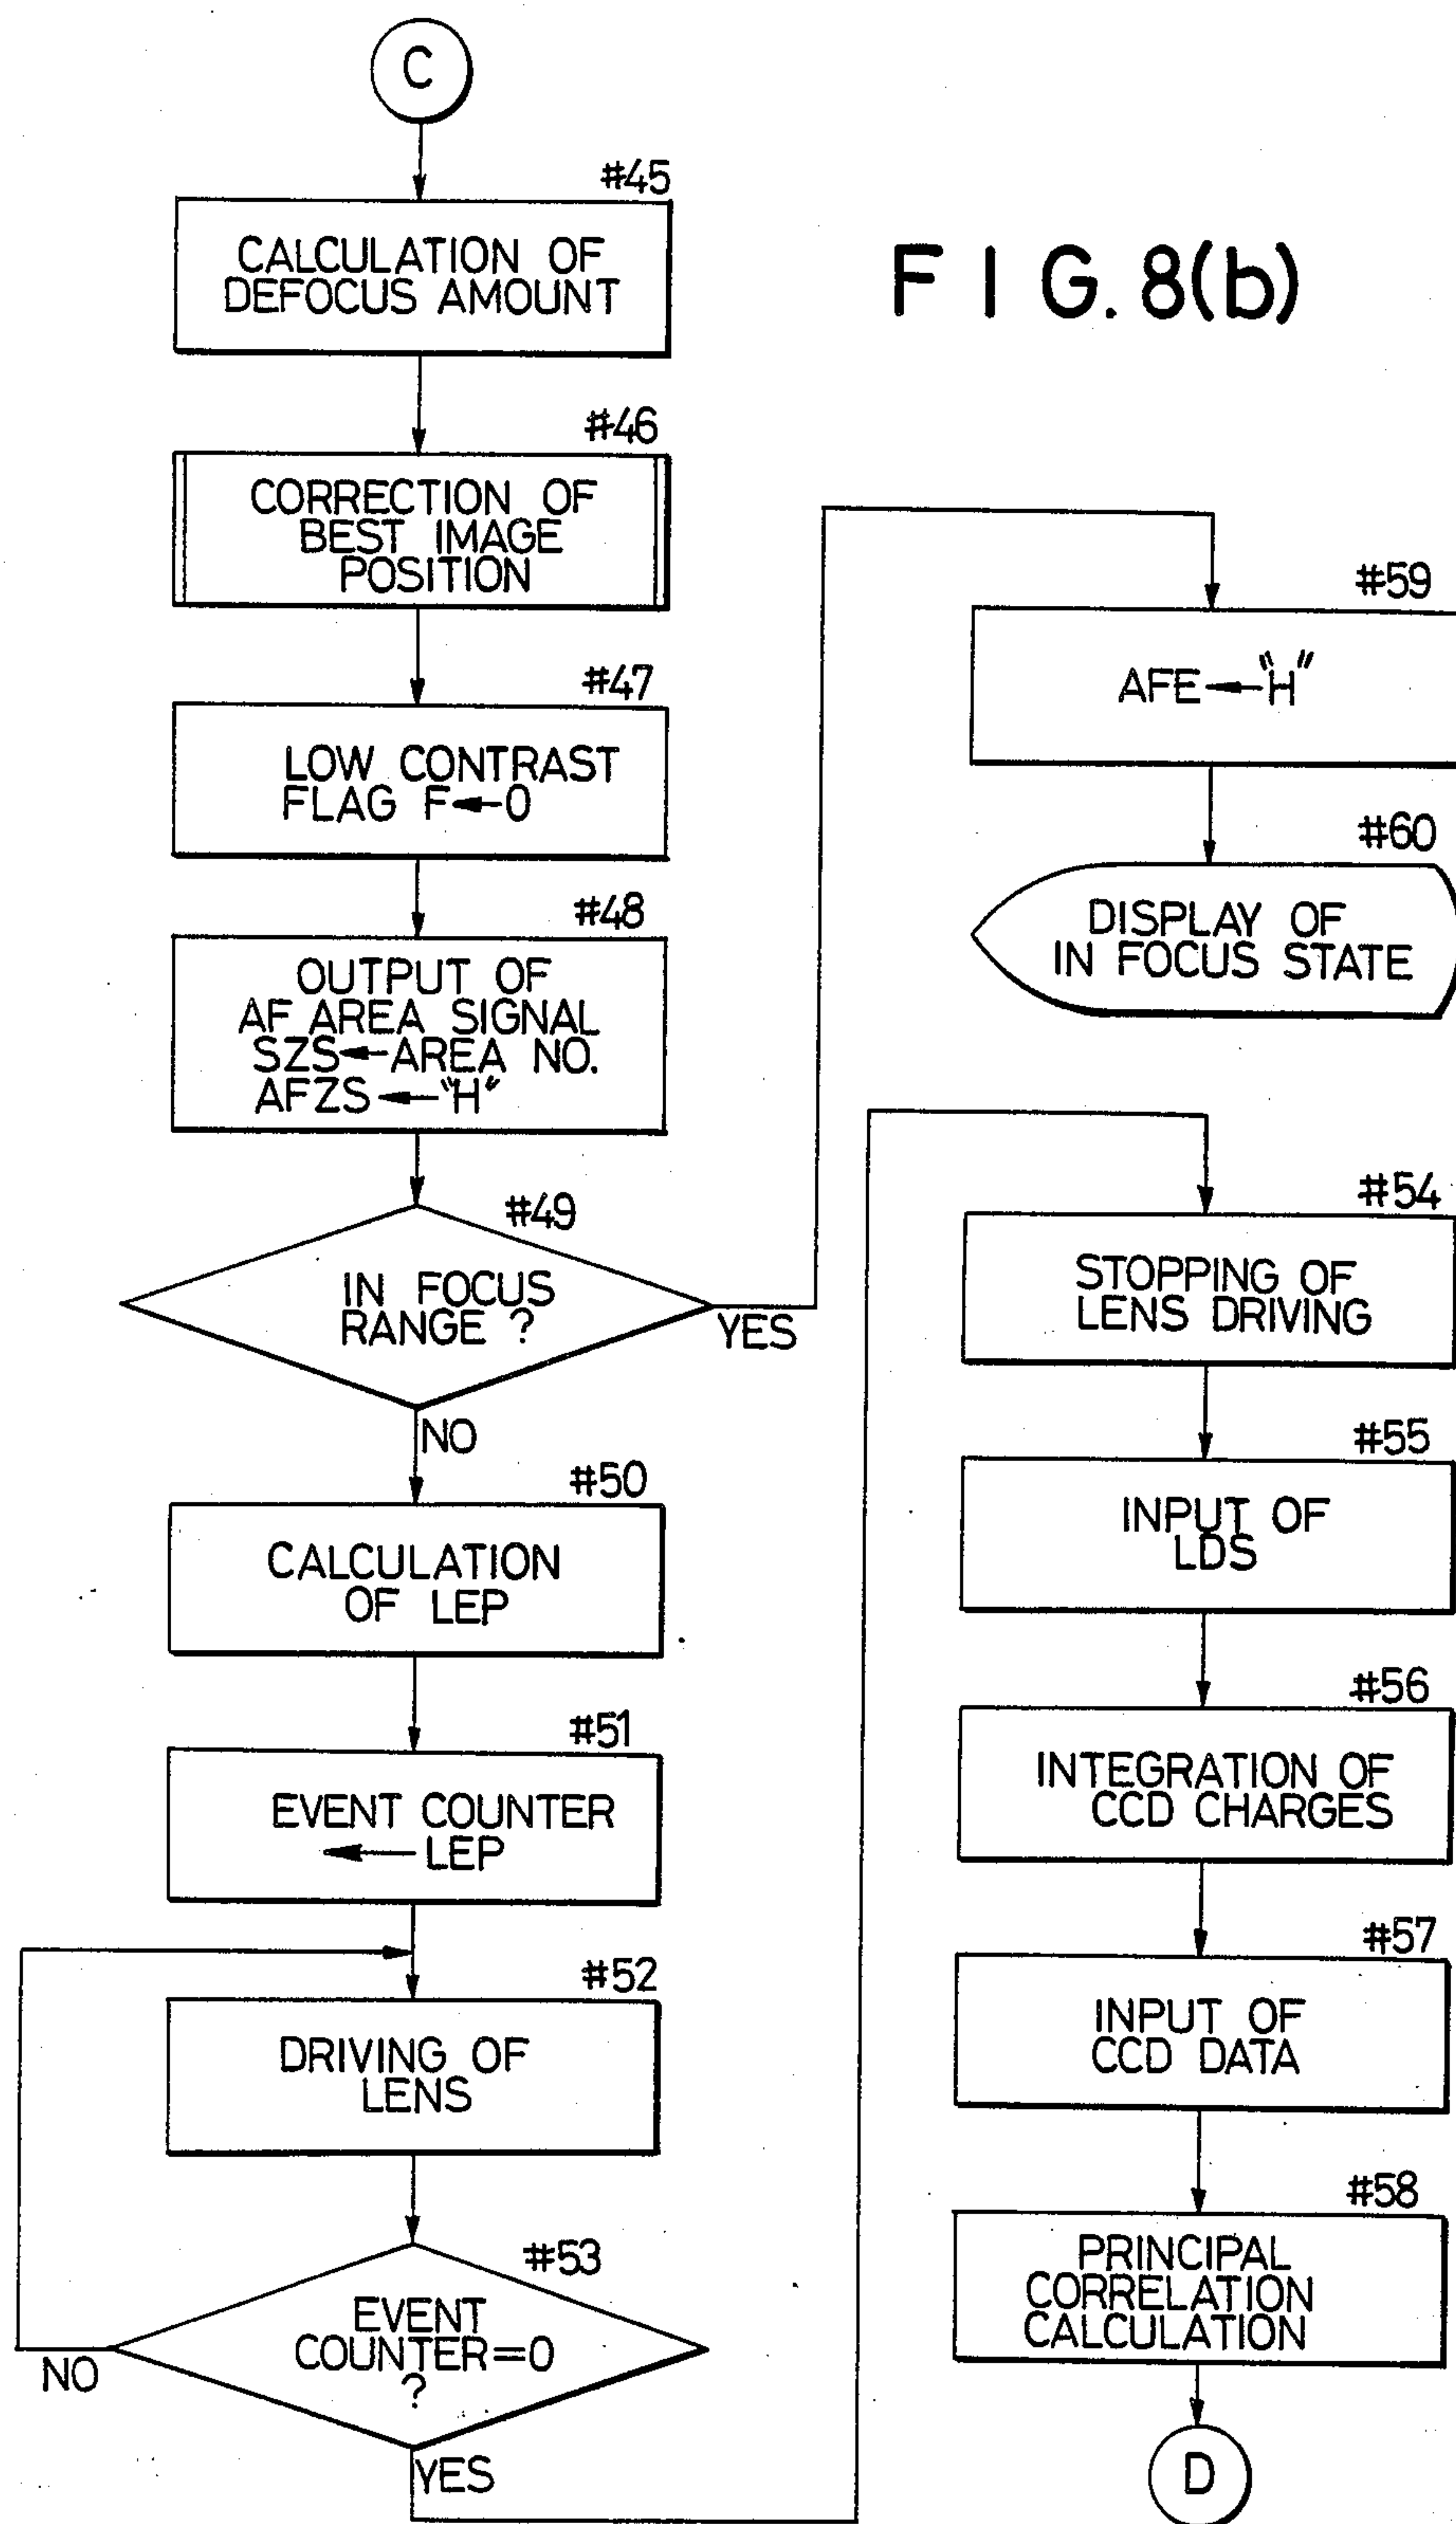 C
#45
CALCULATION OF
DEFOCUS AMOUNT
#46
CORRECTION OF
BEST IMAGE
POSITION
#47
LOW CONTRAST
FLAG F←0
#48
OUTPUT OF
AF AREA SIGNAL
SZS←AREA NO.
AFZS←"H"
#49
IN FOCUS
RANGE ?
YES
NO
#50
CALCULATION
OF LEP
#51
EVENT COUNTER
← LEP
#52
DRIVING OF
LENS
#53
EVENT
COUNTER=0
?
NO
YES
FIG. 8(b)
#59
AFE←"H"
#60
DISPLAY OF
IN FOCUS STATE
#54
STOPPING OF
LENS DRIVING
#55
INPUT OF
LDS
#56
INTEGRATION OF
CCD CHARGES
#57
INPUT OF
CCD DATA
#58
PRINCIPAL
CORRELATION
CALCULATION
D